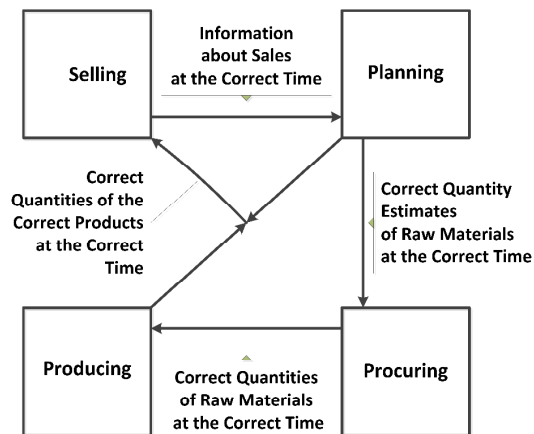 Selling
Information
about Sales
at the Correct Time
Planning
Correct
Quantities of the
Correct Products
at the Correct
Time
Correct Quantity
Estimates
of Raw Materials
at the Correct Time
Producing
Correct Quantities
of Raw Materials
at the Correct Time
Procuring